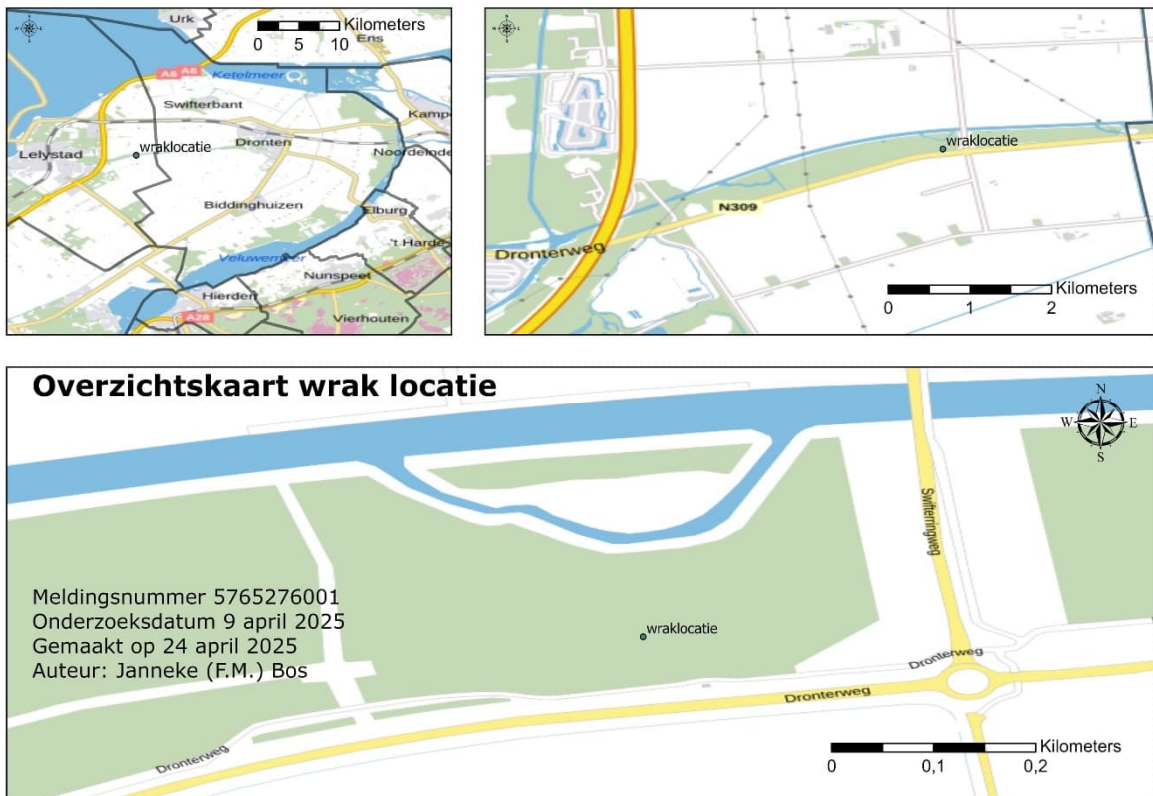 Urk
Kilometers
0 5 10
Ens
A6 A6
Ketelmeer
Swifterbant
Kampe
Lelystad
wraklocatie
Dronten
Noordeinde
Biddinghuizen
Elburg
't Harde
Veluwemeer
Nunspeet
Hierden
A28
Vierhouten
wraklocatie
N309
Dronterweg
Kilometers
0 1 2
Overzichtskaart wrak locatie
N
W E
S
Swifterringweg
Meldingsnummer 5765276001
Onderzoeksdatum 9 april 2025
Gemaakt op 24 april 2025
Auteur: Janneke (F.M.) Bos
wraklocatie
Dronterweg
Dronterweg
Dronterweg
Kilometers
0 0,1 0,2